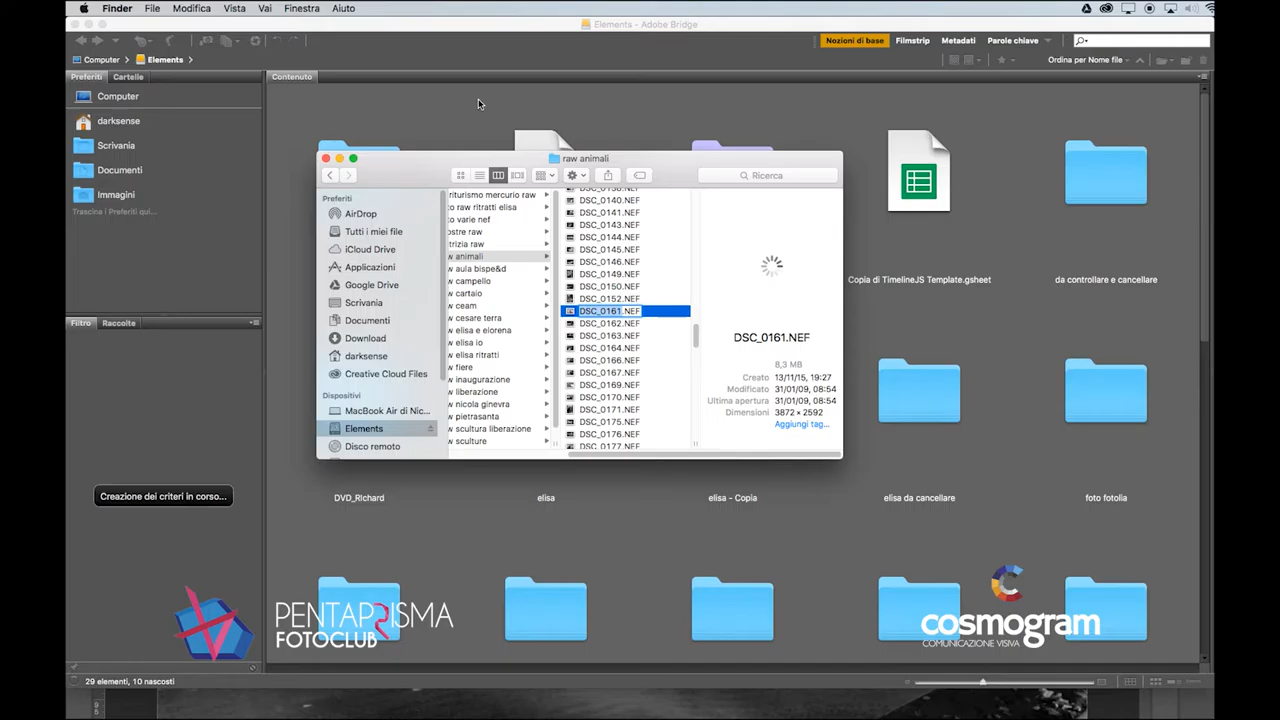 Finder File Modifica Vista Vai Finestra Aiuto
Elements - Adobe Bridge
Nozioni di base Filmstrip Metadati Parole chiave
Computer Elements Ordina per Nome file
Preferiti Cartelle Contenuto
Computer
darksense
Scrivania
Documenti
Immagini
Trascina i Preferiti qui...
Filtro Raccolte
Creazione dei criteri in corso...
raw animali
Ricerca
Preferiti
AirDrop
Tutti i miei file
iCloud Drive
Applicazioni
Google Drive
Scrivania
Documenti
Download
darksense
Creative Cloud Files
Dispositivi
MacBook Air di Nic...
Elements
Disco remoto
riturismo mercurio raw
to raw ritratti elisa
to varie nef
ostre raw
trizia raw
w animali
w aula bispe&d
w campello
w cartaio
w ceam
w cesare terra
w elisa e elorena
w elisa io
w elisa ritratti
w fiere
w inaugurazione
w liberazione
w nicola ginevra
w pietrasanta
w scultura liberazione
w sculture
DSC_0140.NEF
DSC_0141.NEF
DSC_0143.NEF
DSC_0144.NEF
DSC_0145.NEF
DSC_0146.NEF
DSC_0149.NEF
DSC_0150.NEF
DSC_0152.NEF
DSC_0161.NEF
DSC_0162.NEF
DSC_0163.NEF
DSC_0164.NEF
DSC_0166.NEF
DSC_0167.NEF
DSC_0169.NEF
DSC_0170.NEF
DSC_0171.NEF
DSC_0175.NEF
DSC_0176.NEF
DSC_0177.NEF
DSC_0161.NEF
8,3 MB
Creato 13/11/15, 19:27
Modificato 31/01/09, 08:54
Ultima apertura 31/01/09, 08:54
Dimensioni 3872 × 2592
Aggiungi tag...
Copia di TimelineJS Template.gsheet
da controllare e cancellare
DVD_RIchard
elisa
elisa - Copia
elisa da cancellare
foto fotolia
PENTAPRISMA
FOTOCLUB
cosmogram
COMUNICAZIONE VISIVA
29 elementi, 10 nascosti